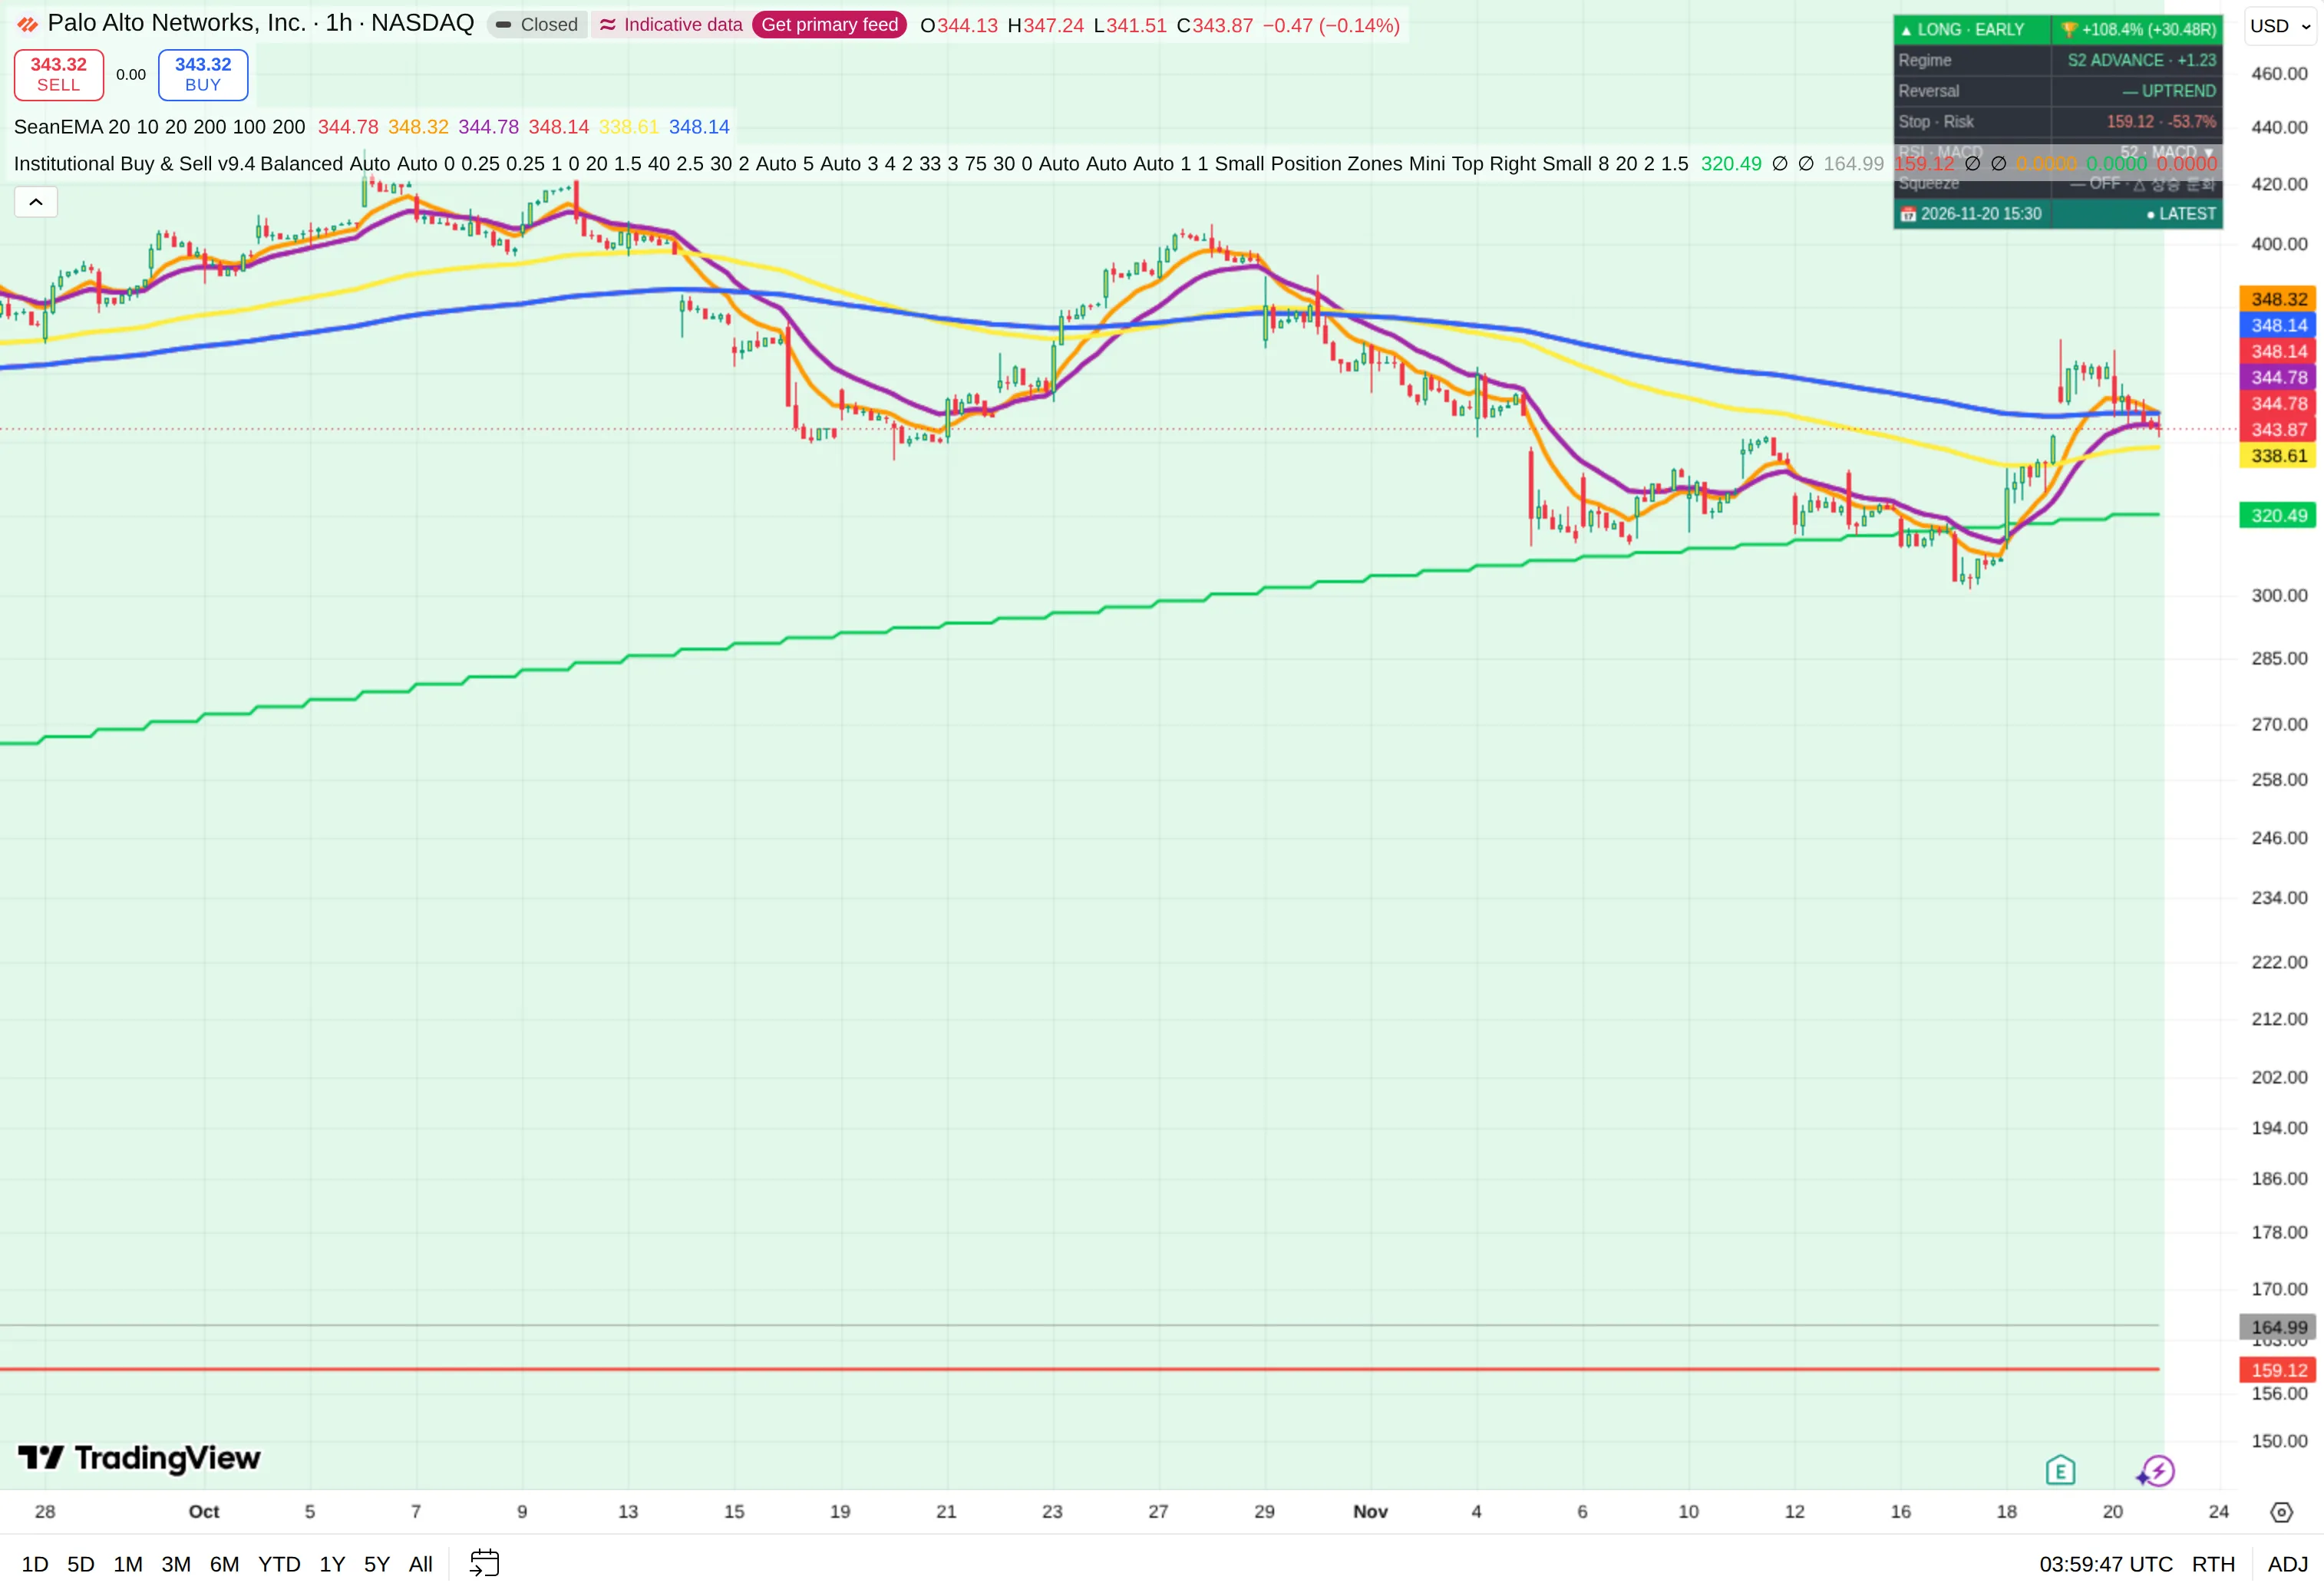 Palo Alto Networks, Inc. · 1h · NASDAQ Closed Indicative data Get primary feed O344.13 H347.24 L341.51 C343.87 −0.47 (−0.14%)
343.32 SELL 0.00 343.32 BUY
SeanEMA 20 10 20 200 100 200 344.78 348.32 344.78 348.14 338.61 348.14
Institutional Buy & Sell v9.4 Balanced Auto Auto 0 0.25 0.25 1 0 20 1.5 40 2.5 30 2 Auto 5 Auto 3 4 2 33 3 75 30 0 Auto Auto Auto 1 1 Small Position Zones Mini Top Right Small 8 20 2 1.5 320.49 ∅ ∅ 164.99 159.12 ∅ ∅ 0.0000 0.0000 0.0000
▲ LONG · EARLY 🏆 +108.4% (+30.48R)
Regime S2 ADVANCE · +1.23
Reversal — UPTREND
Stop · Risk 159.12 · -53.7%
RSI · MACD 52 · MACD ▼
Squeeze — OFF · △ 상승 둔화
📅 2026-11-20 15:30 ● LATEST
USD
460.00
440.00
420.00
400.00
348.32
348.14
348.14
344.78
344.78
343.87
338.61
320.49
300.00
285.00
270.00
258.00
246.00
234.00
222.00
212.00
202.00
194.00
186.00
178.00
170.00
164.99
163.00
159.12
156.00
150.00
TradingView
E
28 Oct 5 7 9 13 15 19 21 23 27 29 Nov 4 6 10 12 16 18 20 24
1D 5D 1M 3M 6M YTD 1Y 5Y All 03:59:47 UTC RTH ADJ